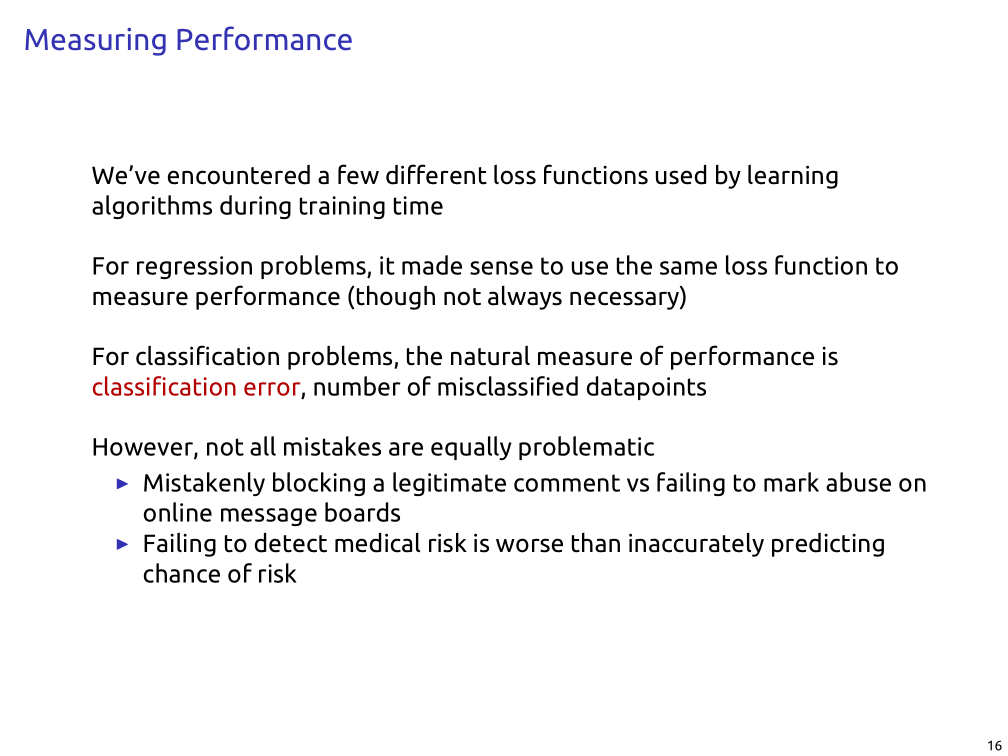 Measuring Performance
We’ve encountered a few different loss functions used by learning
algorithms during training time
For regression problems, it made sense to use the same loss function to
measure performance (though not always necessary)
For classification problems, the natural measure of performance is
classification error, number of misclassified datapoints
However, not all mistakes are equally problematic
▶ Mistakenly blocking a legitimate comment vs failing to mark abuse on
online message boards
▶ Failing to detect medical risk is worse than inaccurately predicting
chance of risk
16